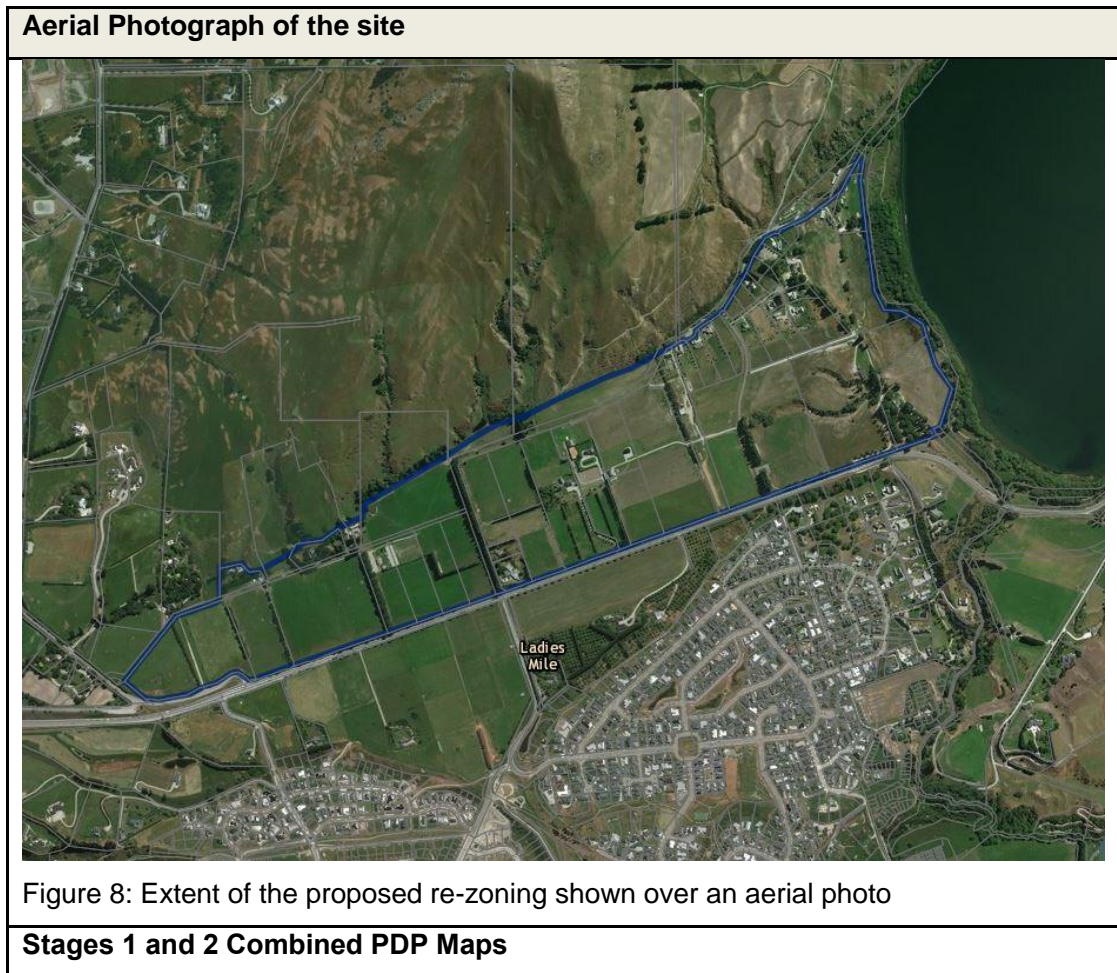 Aerial Photograph of the site
Ladies
Mile
Figure 8: Extent of the proposed re-zoning shown over an aerial photo
Stages 1 and 2 Combined PDP Maps